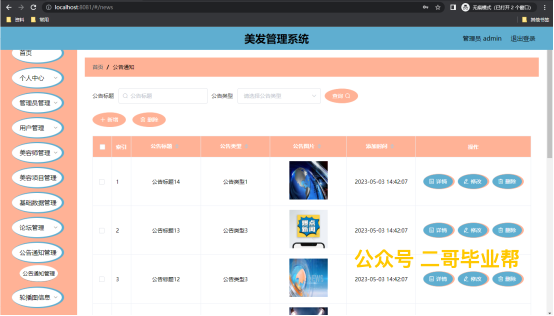 localhost:8081/#/news
无痕模式（已打开 2 个窗口）
资料 常用
其他书签
美发管理系统
管理员 admin 退出登录
首页
个人中心
管理员管理
用户管理
美容师管理
美容项目管理
基础数据管理
论坛管理
公告通知管理
公告通知管理
轮播图信息
首页 / 公告通知
公告标题 公告标题 公告类型 请选择公告类型 查询
新增 删除
公告标题 公告类型 公告图片 添加时间 操作
1 公告标题14 公告类型1 2023-05-03 14:42:07 详情 修改 删除
2 公告标题13 公告类型3 热点新闻 2023-05-03 14:42:07 详情 修改 删除
公众号 二哥毕业帮
3 公告标题12 公告类型3 2023-05-03 14:42:07 详情 修改 删除